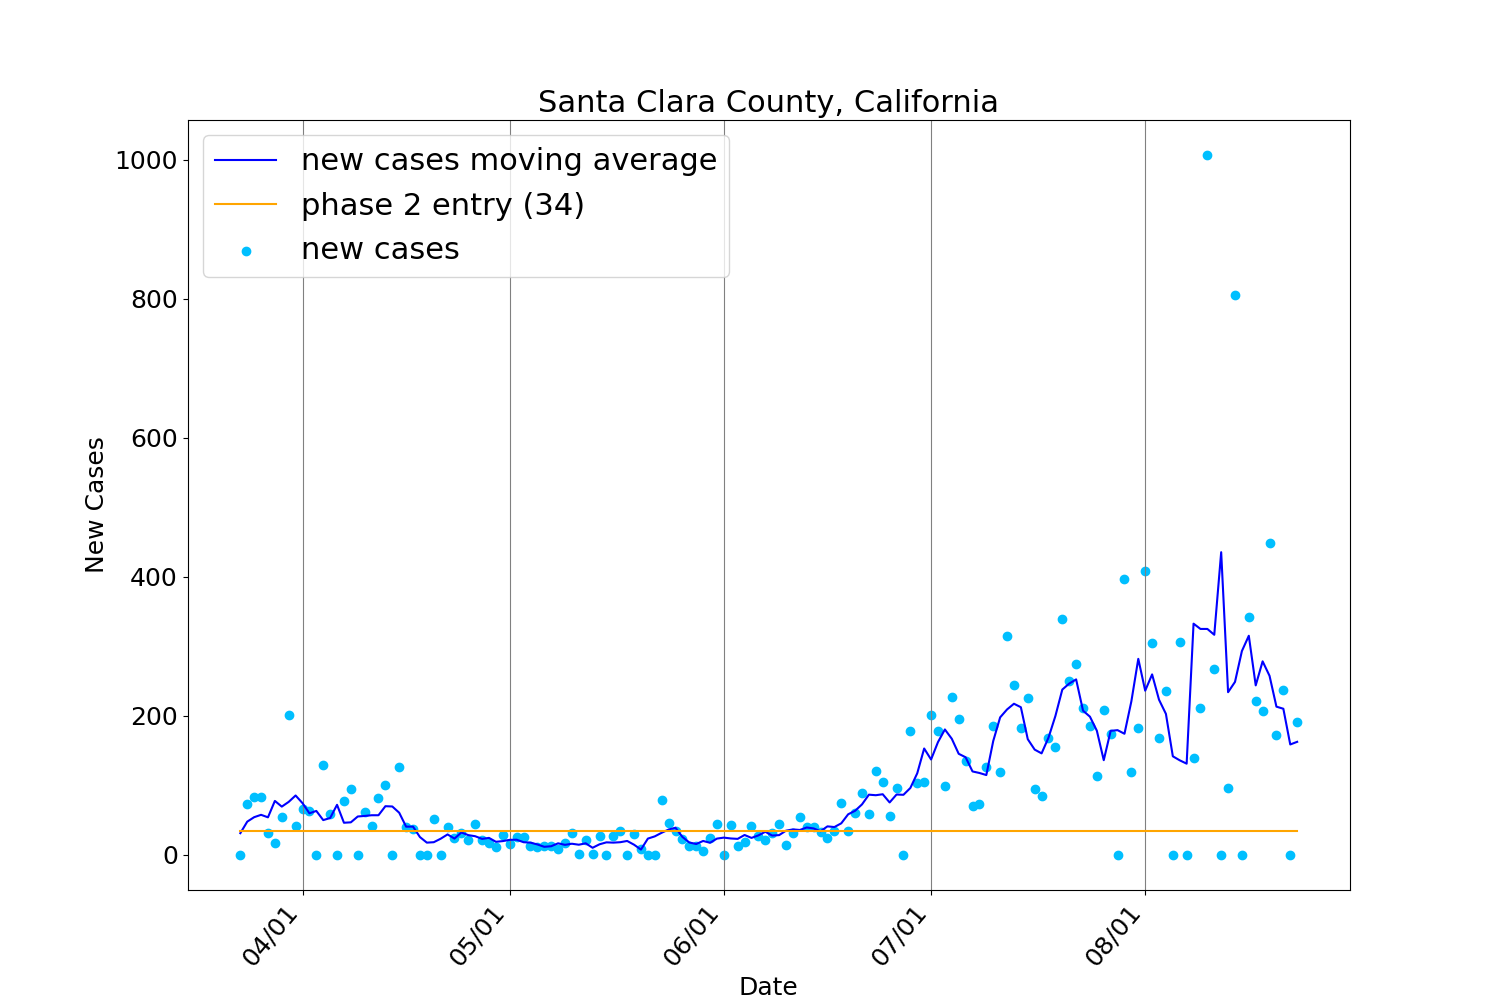 Santa Clara County, California
new cases moving average
phase 2 entry (34)
new cases
1000
800
600
400
200
0
New Cases
04/01
05/01
06/01
07/01
08/01
Date